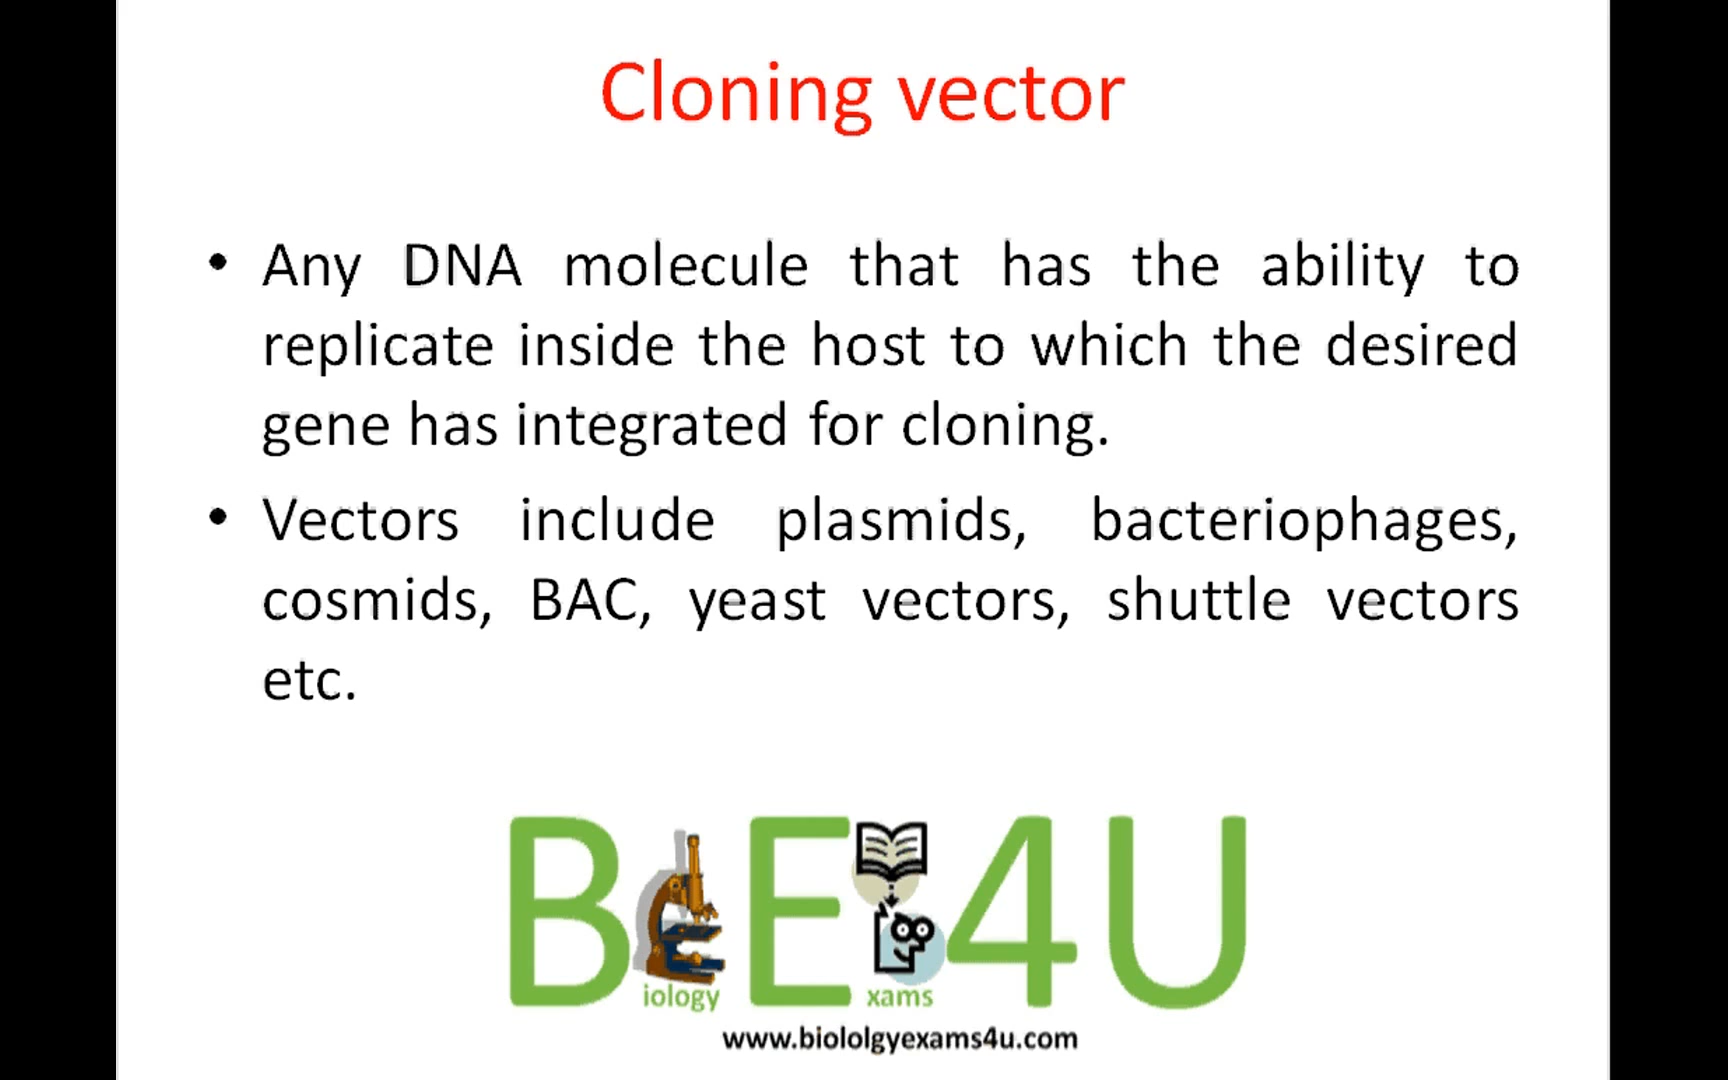 Cloning vector
• Any DNA molecule that has the ability to
replicate inside the host to which the desired
gene has integrated for cloning.
• Vectors include plasmids, bacteriophages,
cosmids, BAC, yeast vectors, shuttle vectors
etc.
B E 4U
iology xams
www.biololgyexams4u.com